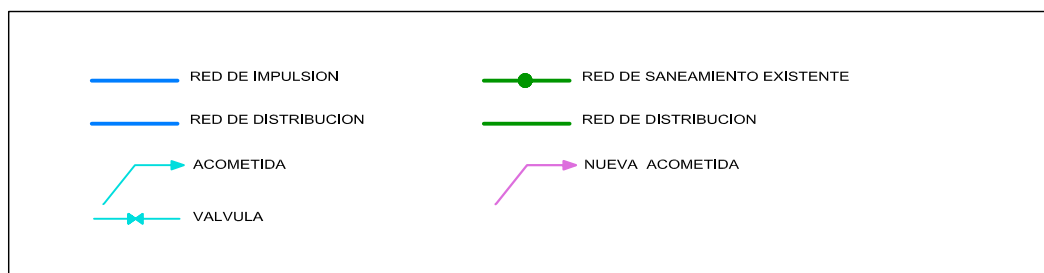 RED DE IMPULSION
RED DE DISTRIBUCION
ACOMETIDA
VALVULA
RED DE SANEAMIENTO EXISTENTE
RED DE DISTRIBUCION
NUEVA ACOMETIDA